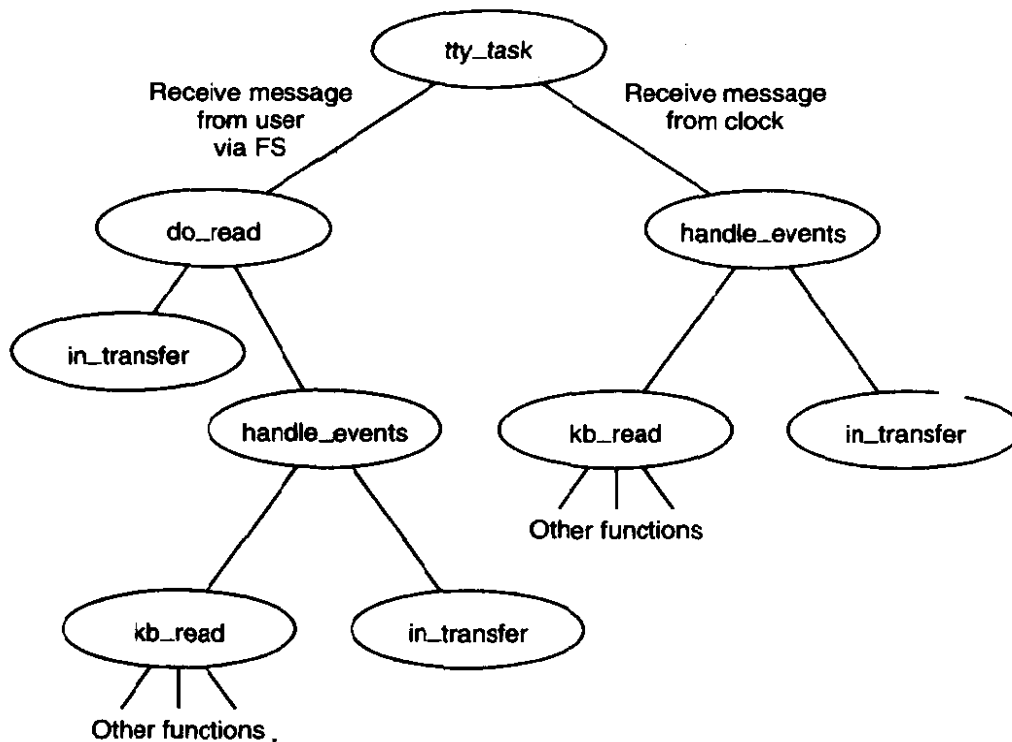 tty_task
Receive message
from user
via FS
Receive message
from clock
do_read
handle_events
in_transfer
handle_events
kb_read
in_transfer
Other functions
kb_read
in_transfer
Other functions .